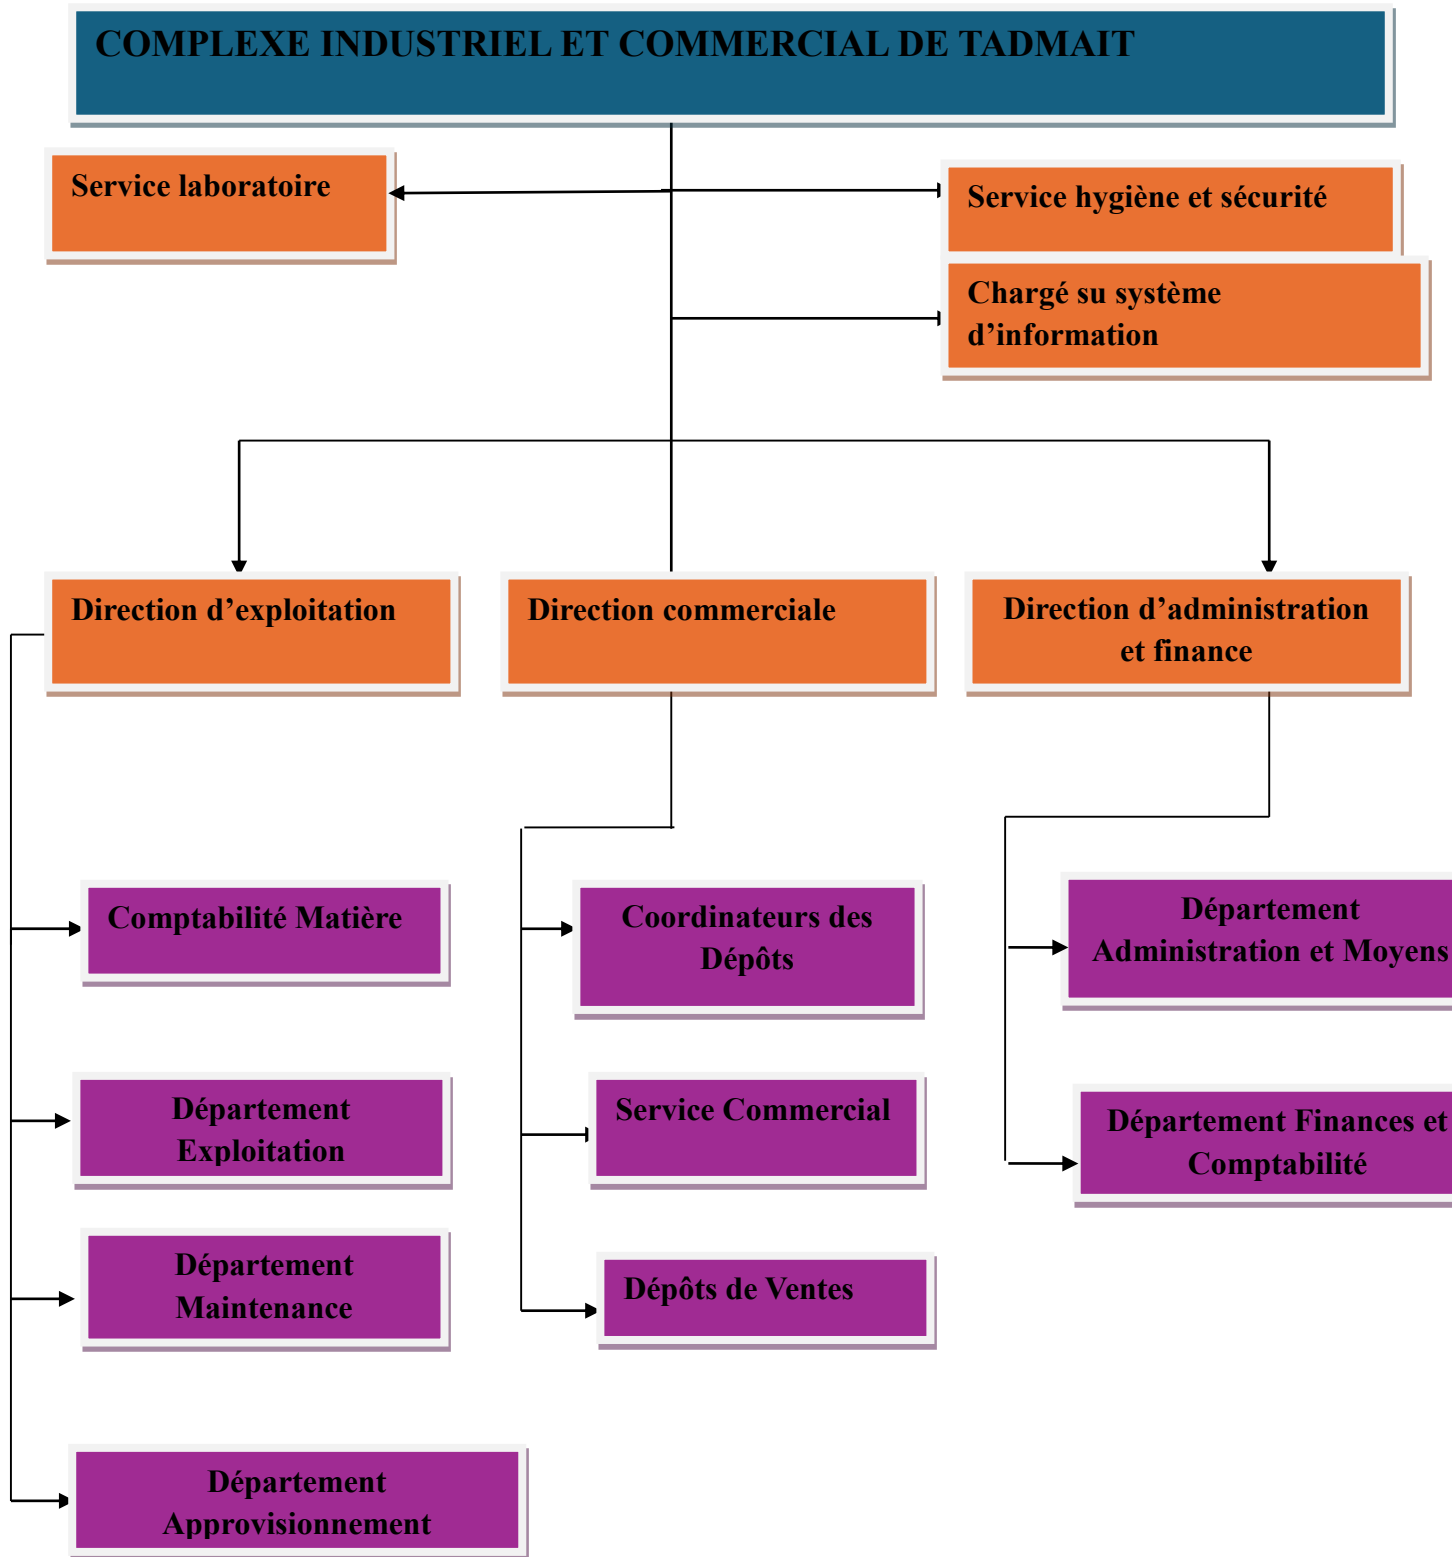 COMPLEXE INDUSTRIEL ET COMMERCIAL DE TADMAIT
Service laboratoire
Service hygiène et sécurité
Chargé su système
d’information
Direction d’exploitation
Direction commerciale
Direction d’administration
et finance
Comptabilité Matière
Département
Exploitation
Département
Maintenance
Département
Approvisionnement
Coordinateurs des
Dépôts
Service Commercial
Dépôts de Ventes
Département
Administration et Moyens
Département Finances et
Comptabilité